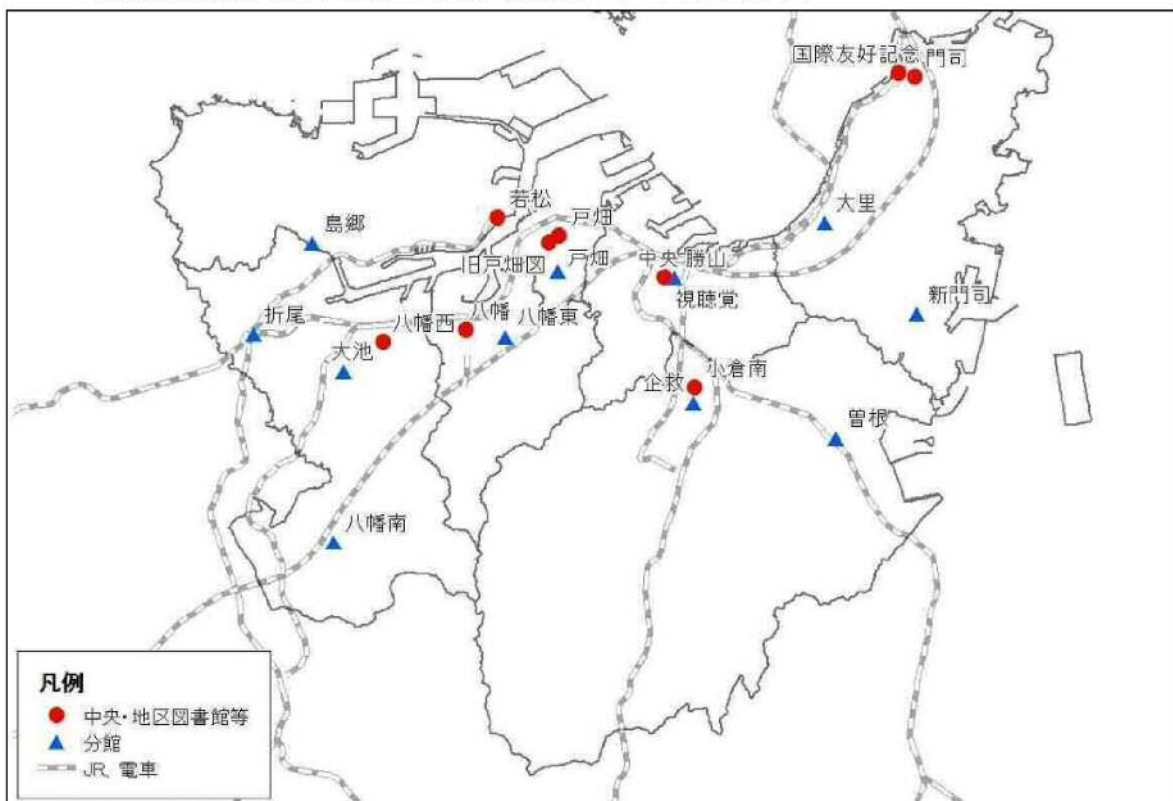 国際友好記念
門司
若松
島郷
戸畑
大里
旧戸畑図
戸畑
中央
勝山
視聴覚
新門司
折尾
八幡西
八幡
八幡東
大池
企救
小倉南
曽根
八幡南
凡例
中央・地区図書館等
分館
JR、電車